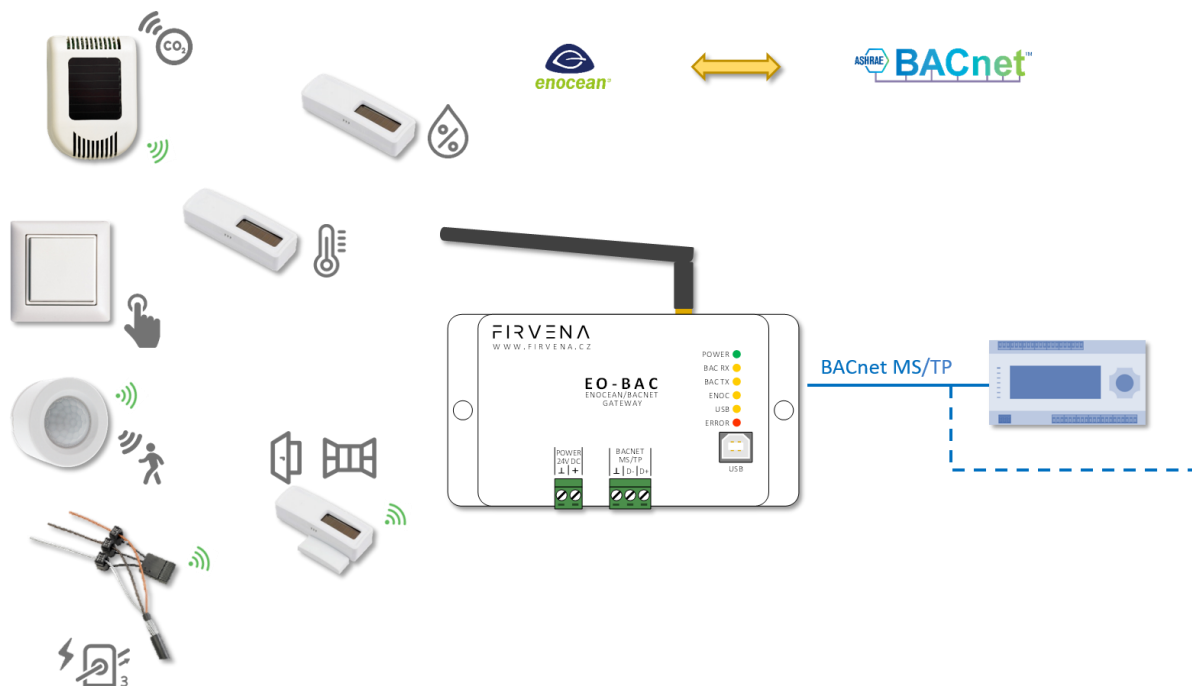 CO2
enocean®
ASHRAE BACnet™
%
FIRVENA
WWW.FIRVENA.CZ
EO-BAC
ENOCEAN/BACNET
GATEWAY
POWER
BAC RX
BAC TX
ENOC
USB
ERROR
USB
POWER
24V DC
⊥ +
BACNET
MS/TP
⊥ D- D+
BACnet MS/TP
3